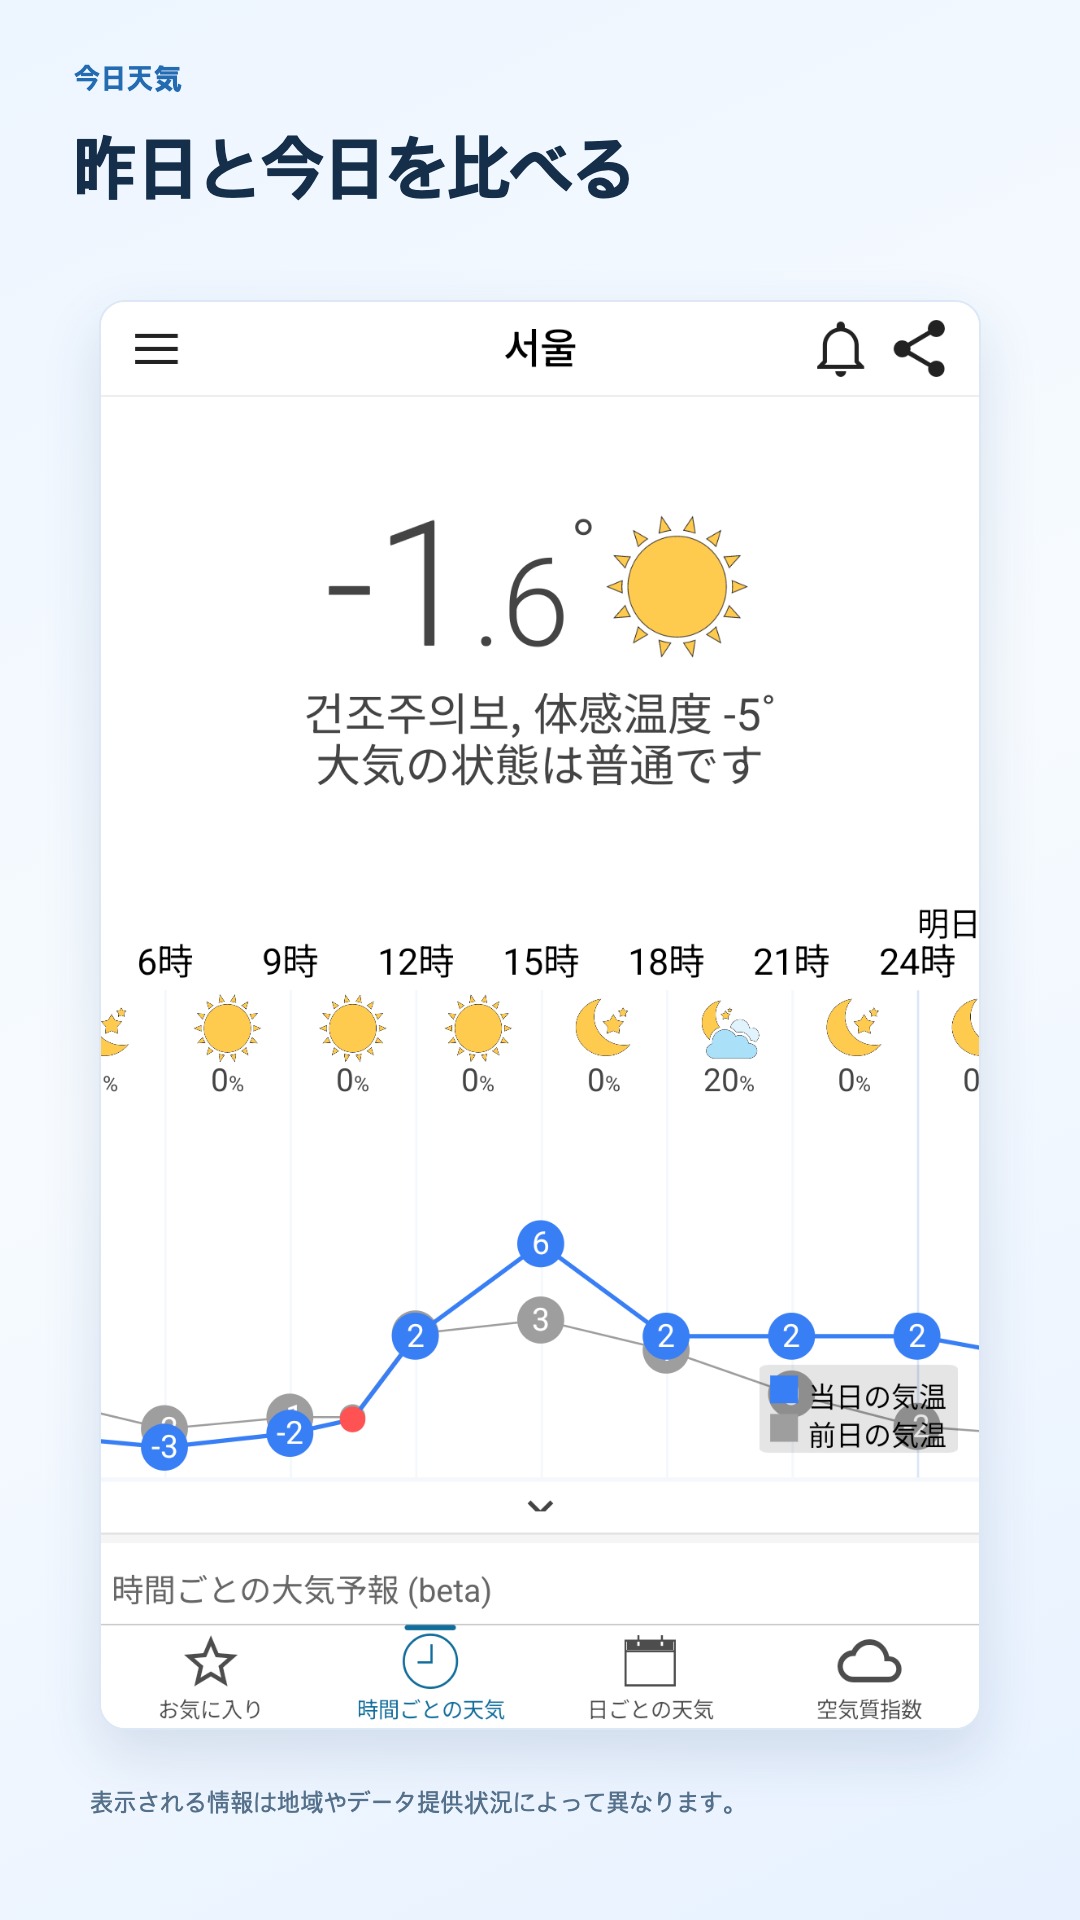 今日天気
昨日と今日を比べる
서울
-1.6°
건조주의보, 体感温度 -5°
大気の状態は普通です
明日
6時 9時 12時 15時 18時 21時 24時
% 0% 0% 0% 0% 20% 0% 0
6
3
2 2 2 2
-3 -2
当日の気温
前日の気温
時間ごとの大気予報 (beta)
お気に入り 時間ごとの天気 日ごとの天気 空気質指数
表示される情報は地域やデータ提供状況によって異なります。